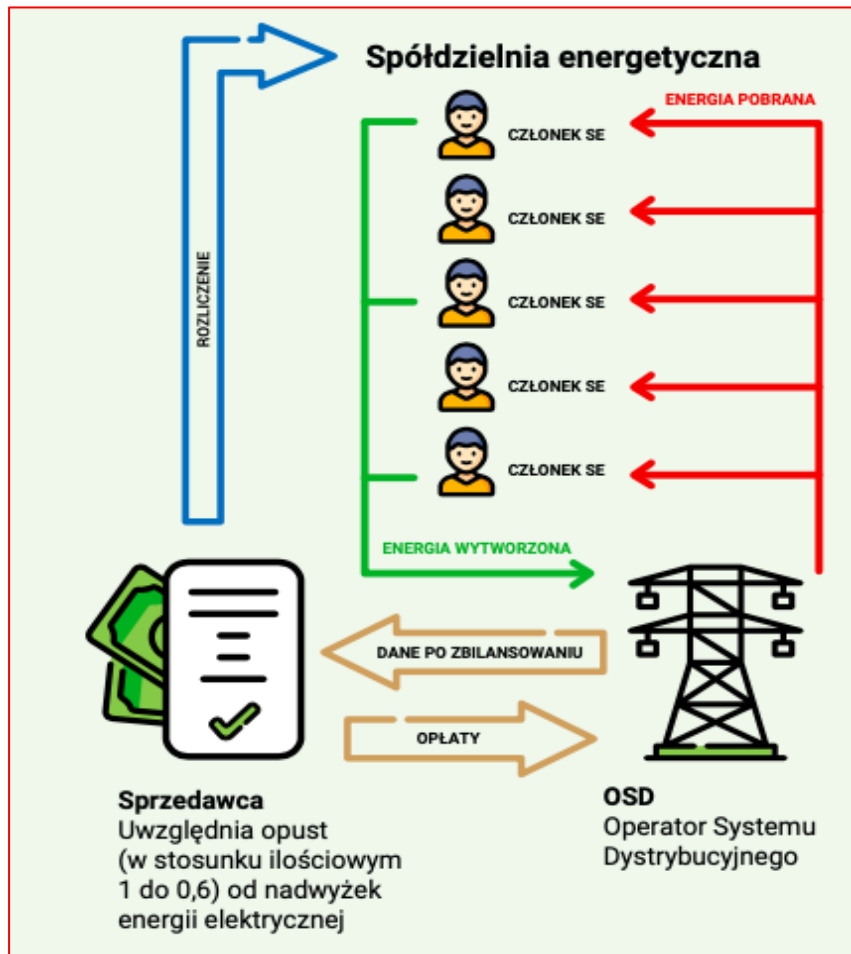 Spółdzielnia energetyczna
ENERGIA POBRANA
CZŁONEK SE
CZŁONEK SE
CZŁONEK SE
CZŁONEK SE
CZŁONEK SE
ROZLICZENIE
ENERGIA WYTWORZONA
DANE PO ZBILANSOWANIU
OPŁATY
Sprzedawca
Uwzględnia opust
(w stosunku ilościowym
1 do 0,6) od nadwyżek
energii elektrycznej
OSD
Operator Systemu
Dystrybucyjnego